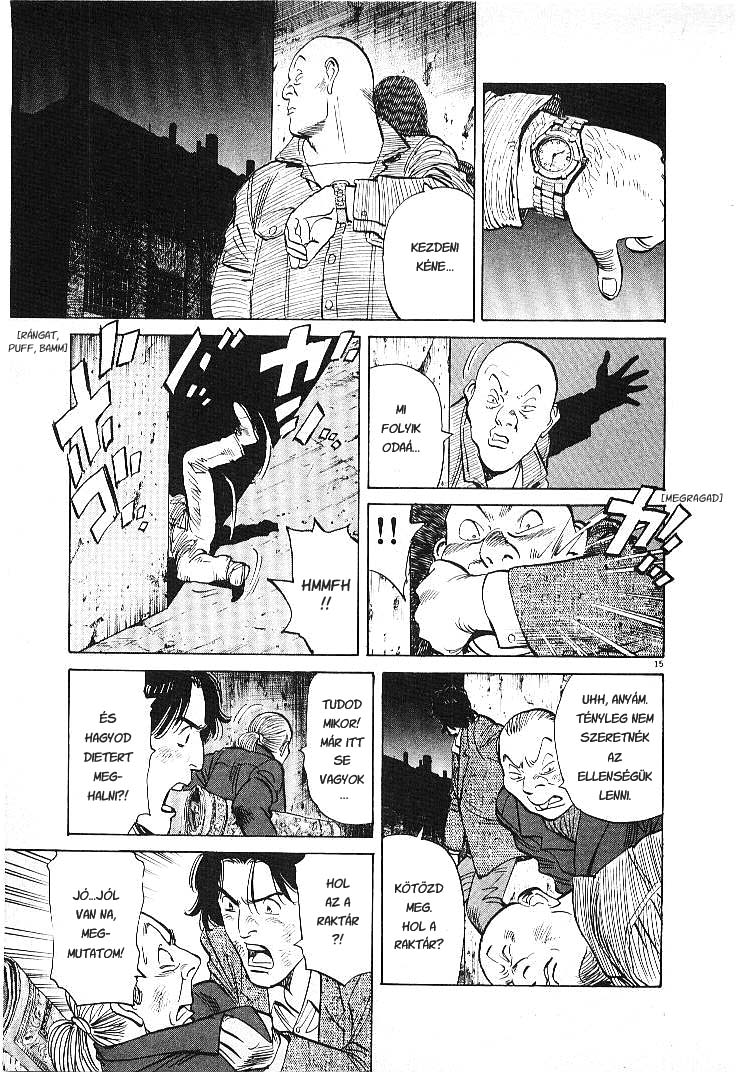 KEZDENI
KÉNE...
MI
FOLYIK
ODAÁ...
[MEGRAGAD]
ガッ
!!
[RÁNGAT,
PUFF, BAMM]
HMMFH
!!
15
UHH, ANYÁM.
TÉNYLEG NEM
SZERETNÉK
AZ
ELLENSÉGÜK
LENNI.
KÖTÖZD
MEG.
HOL A
RAKTÁR?
TUDOD
MIKOR!
MÁR ITT
SE
VAGYOK
...
ÉS
HAGYOD
DIETERT
MEG-
HALNI?!
HOL
AZ A
RAKTÁR
?!
JÓ...JÓL
VAN NA,
MEG-
MUTATOM!